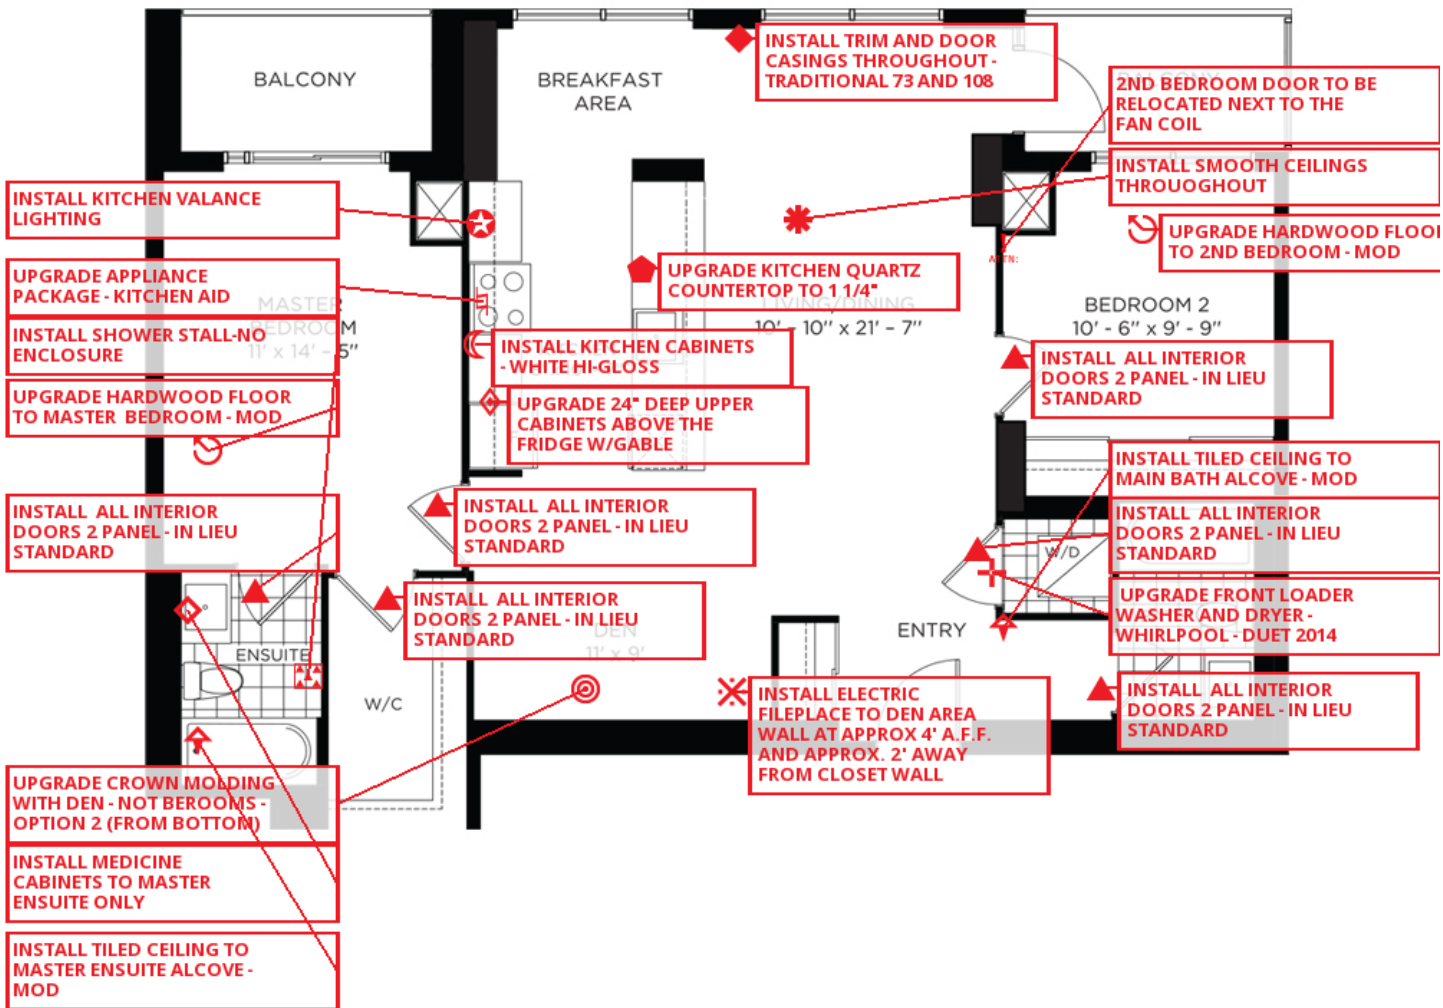 BALCONY
BREAKFAST
AREA
INSTALL TRIM AND DOOR
CASINGS THROUGHOUT -
TRADITIONAL 73 AND 108
BALCONY
2ND BEDROOM DOOR TO BE
RELOCATED NEXT TO THE
FAN COIL
INSTALL SMOOTH CEILINGS
THROUOGHOUT
INSTALL KITCHEN VALANCE
LIGHTING
UPGRADE HARDWOOD FLOOR
TO 2ND BEDROOM - MOD
ATTN:
UPGRADE APPLIANCE
PACKAGE - KITCHEN AID
UPGRADE KITCHEN QUARTZ
COUNTERTOP TO 1 1/4"
MASTER
BEDROOM
11' x 14' - 5"
LIVING/DINING
10' - 10" x 21' - 7"
BEDROOM 2
10' - 6" x 9' - 9"
INSTALL SHOWER STALL-NO
ENCLOSURE
INSTALL KITCHEN CABINETS
- WHITE HI-GLOSS
INSTALL ALL INTERIOR
DOORS 2 PANEL - IN LIEU
STANDARD
UPGRADE HARDWOOD FLOOR
TO MASTER BEDROOM - MOD
UPGRADE 24" DEEP UPPER
CABINETS ABOVE THE
FRIDGE W/GABLE
INSTALL TILED CEILING TO
MAIN BATH ALCOVE - MOD
INSTALL ALL INTERIOR
DOORS 2 PANEL - IN LIEU
STANDARD
INSTALL ALL INTERIOR
DOORS 2 PANEL - IN LIEU
STANDARD
INSTALL ALL INTERIOR
DOORS 2 PANEL - IN LIEU
STANDARD
W/D
UPGRADE FRONT LOADER
WASHER AND DRYER -
WHIRLPOOL - DUET 2014
INSTALL ALL INTERIOR
DOORS 2 PANEL - IN LIEU
STANDARD
DEN
11' x 9'
ENTRY
ENSUITE
W/C
INSTALL ELECTRIC
FILEPLACE TO DEN AREA
WALL AT APPROX 4' A.F.F.
AND APPROX. 2' AWAY
FROM CLOSET WALL
INSTALL ALL INTERIOR
DOORS 2 PANEL - IN LIEU
STANDARD
UPGRADE CROWN MOLDING
WITH DEN - NOT BEROOMS -
OPTION 2 (FROM BOTTOM)
INSTALL MEDICINE
CABINETS TO MASTER
ENSUITE ONLY
INSTALL TILED CEILING TO
MASTER ENSUITE ALCOVE -
MOD